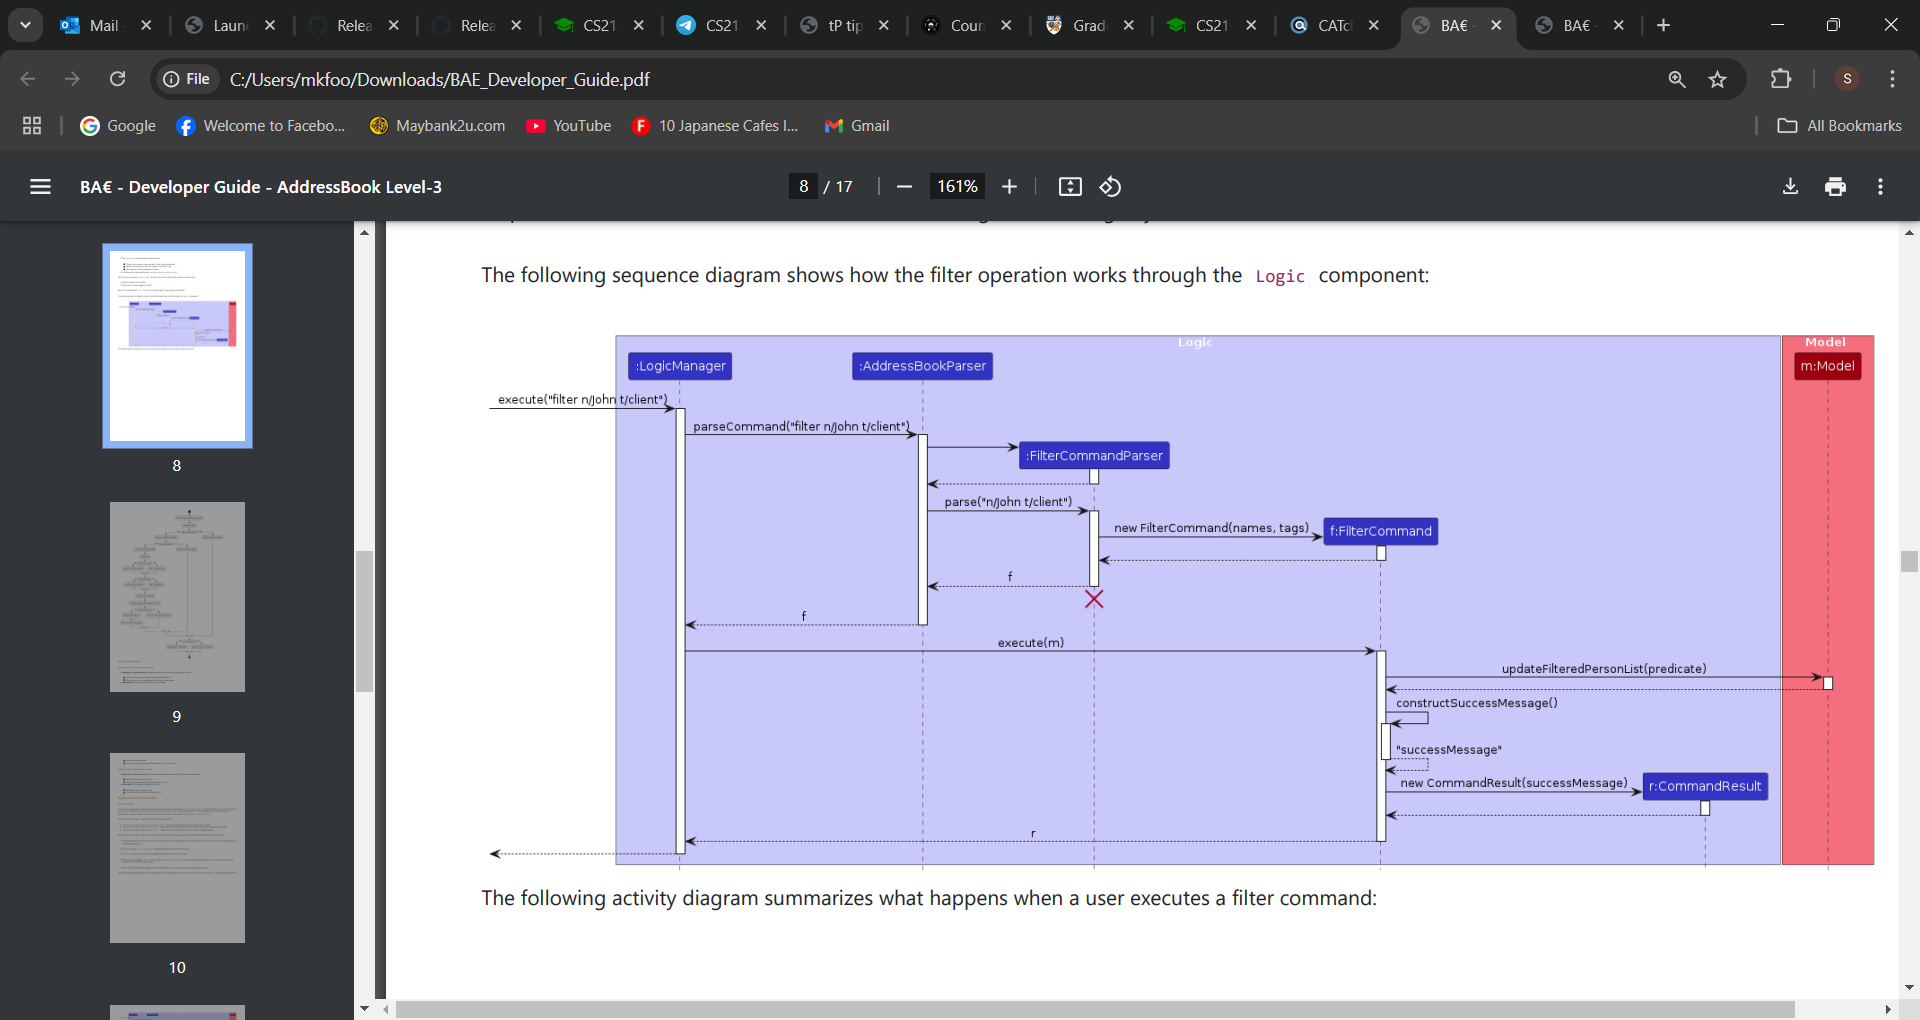 Mail
Laun
Relea
Relea
CS21
CS21
tP tip
Cour
Grad
CS21
CATc
BA€ -
BA€ -
File
C:/Users/mkfoo/Downloads/BAE_Developer_Guide.pdf
S
Google
Welcome to Facebo...
Maybank2u.com
YouTube
10 Japanese Cafes I...
Gmail
All Bookmarks
BA€ - Developer Guide - AddressBook Level-3
8 / 17
161%
8
9
10
The following sequence diagram shows how the filter operation works through the Logic component:
Logic
Model
:LogicManager
:AddressBookParser
m:Model
execute("filter n/John t/client")
parseCommand("filter n/John t/client")
:FilterCommandParser
parse("n/John t/client")
new FilterCommand(names, tags)
f:FilterCommand
f
f
execute(m)
updateFilteredPersonList(predicate)
constructSuccessMessage()
"successMessage"
new CommandResult(successMessage)
r:CommandResult
r
The following activity diagram summarizes what happens when a user executes a filter command: